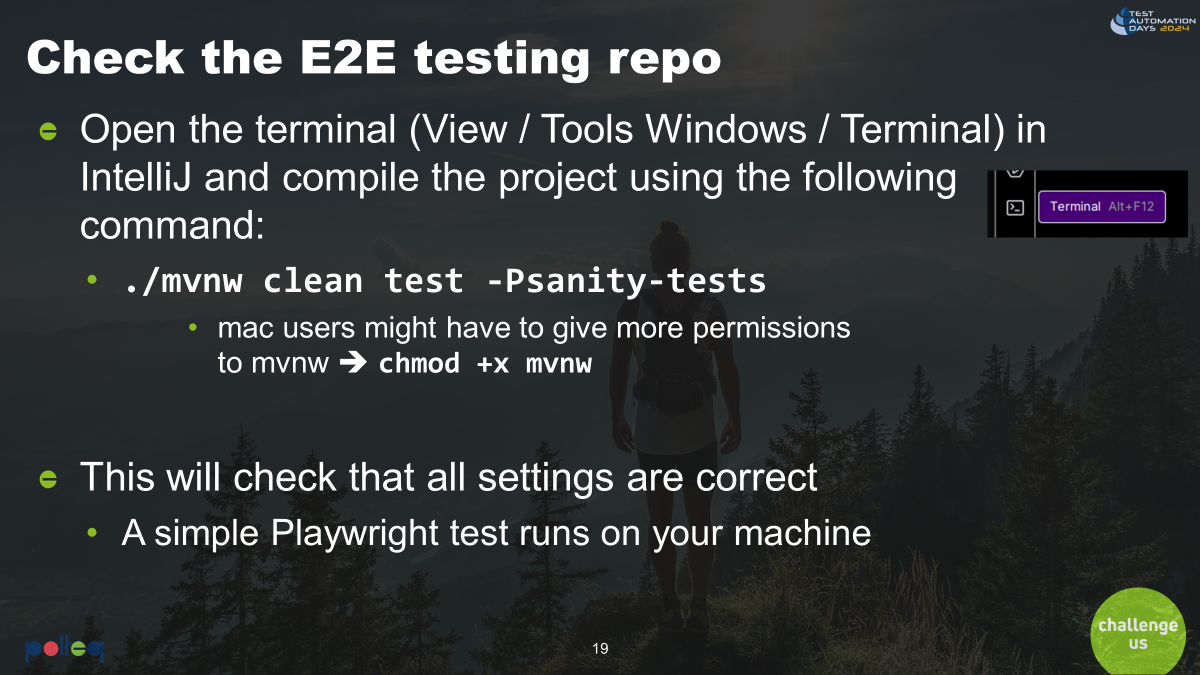 TEST
AUTOMATION
DAYS 2024
Check the E2E testing repo
Open the terminal (View / Tools Windows / Terminal) in
IntelliJ and compile the project using the following
command:
Terminal Alt+F12
• ./mvnw clean test -Psanity-tests
• mac users might have to give more permissions
to mvnw ➔ chmod +x mvnw
This will check that all settings are correct
• A simple Playwright test runs on your machine
polteq
19
challenge
us